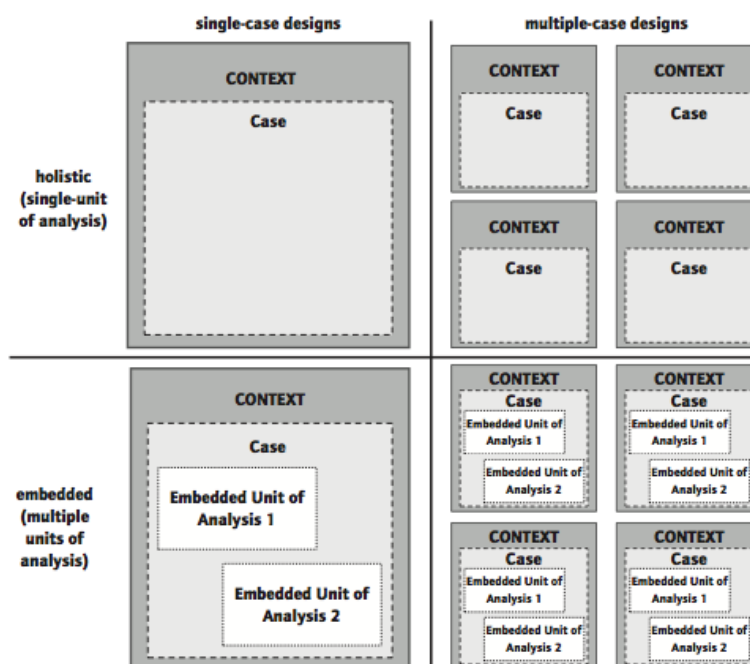 single-case designs
multiple-case designs
CONTEXT
Case
CONTEXT
Case
CONTEXT
Case
holistic
(single-unit
of analysis)
CONTEXT
Case
CONTEXT
Case
CONTEXT
Case
Embedded Unit of
Analysis 1
Embedded Unit of
Analysis 2
embedded
(multiple
units of
analysis)
CONTEXT
Case
Embedded Unit of
Analysis 1
Embedded Unit of
Analysis 2
CONTEXT
Case
Embedded Unit of
Analysis 1
Embedded Unit of
Analysis 2
CONTEXT
Case
Embedded Unit of
Analysis 1
Embedded Unit of
Analysis 2
CONTEXT
Case
Embedded Unit of
Analysis 1
Embedded Unit of
Analysis 2